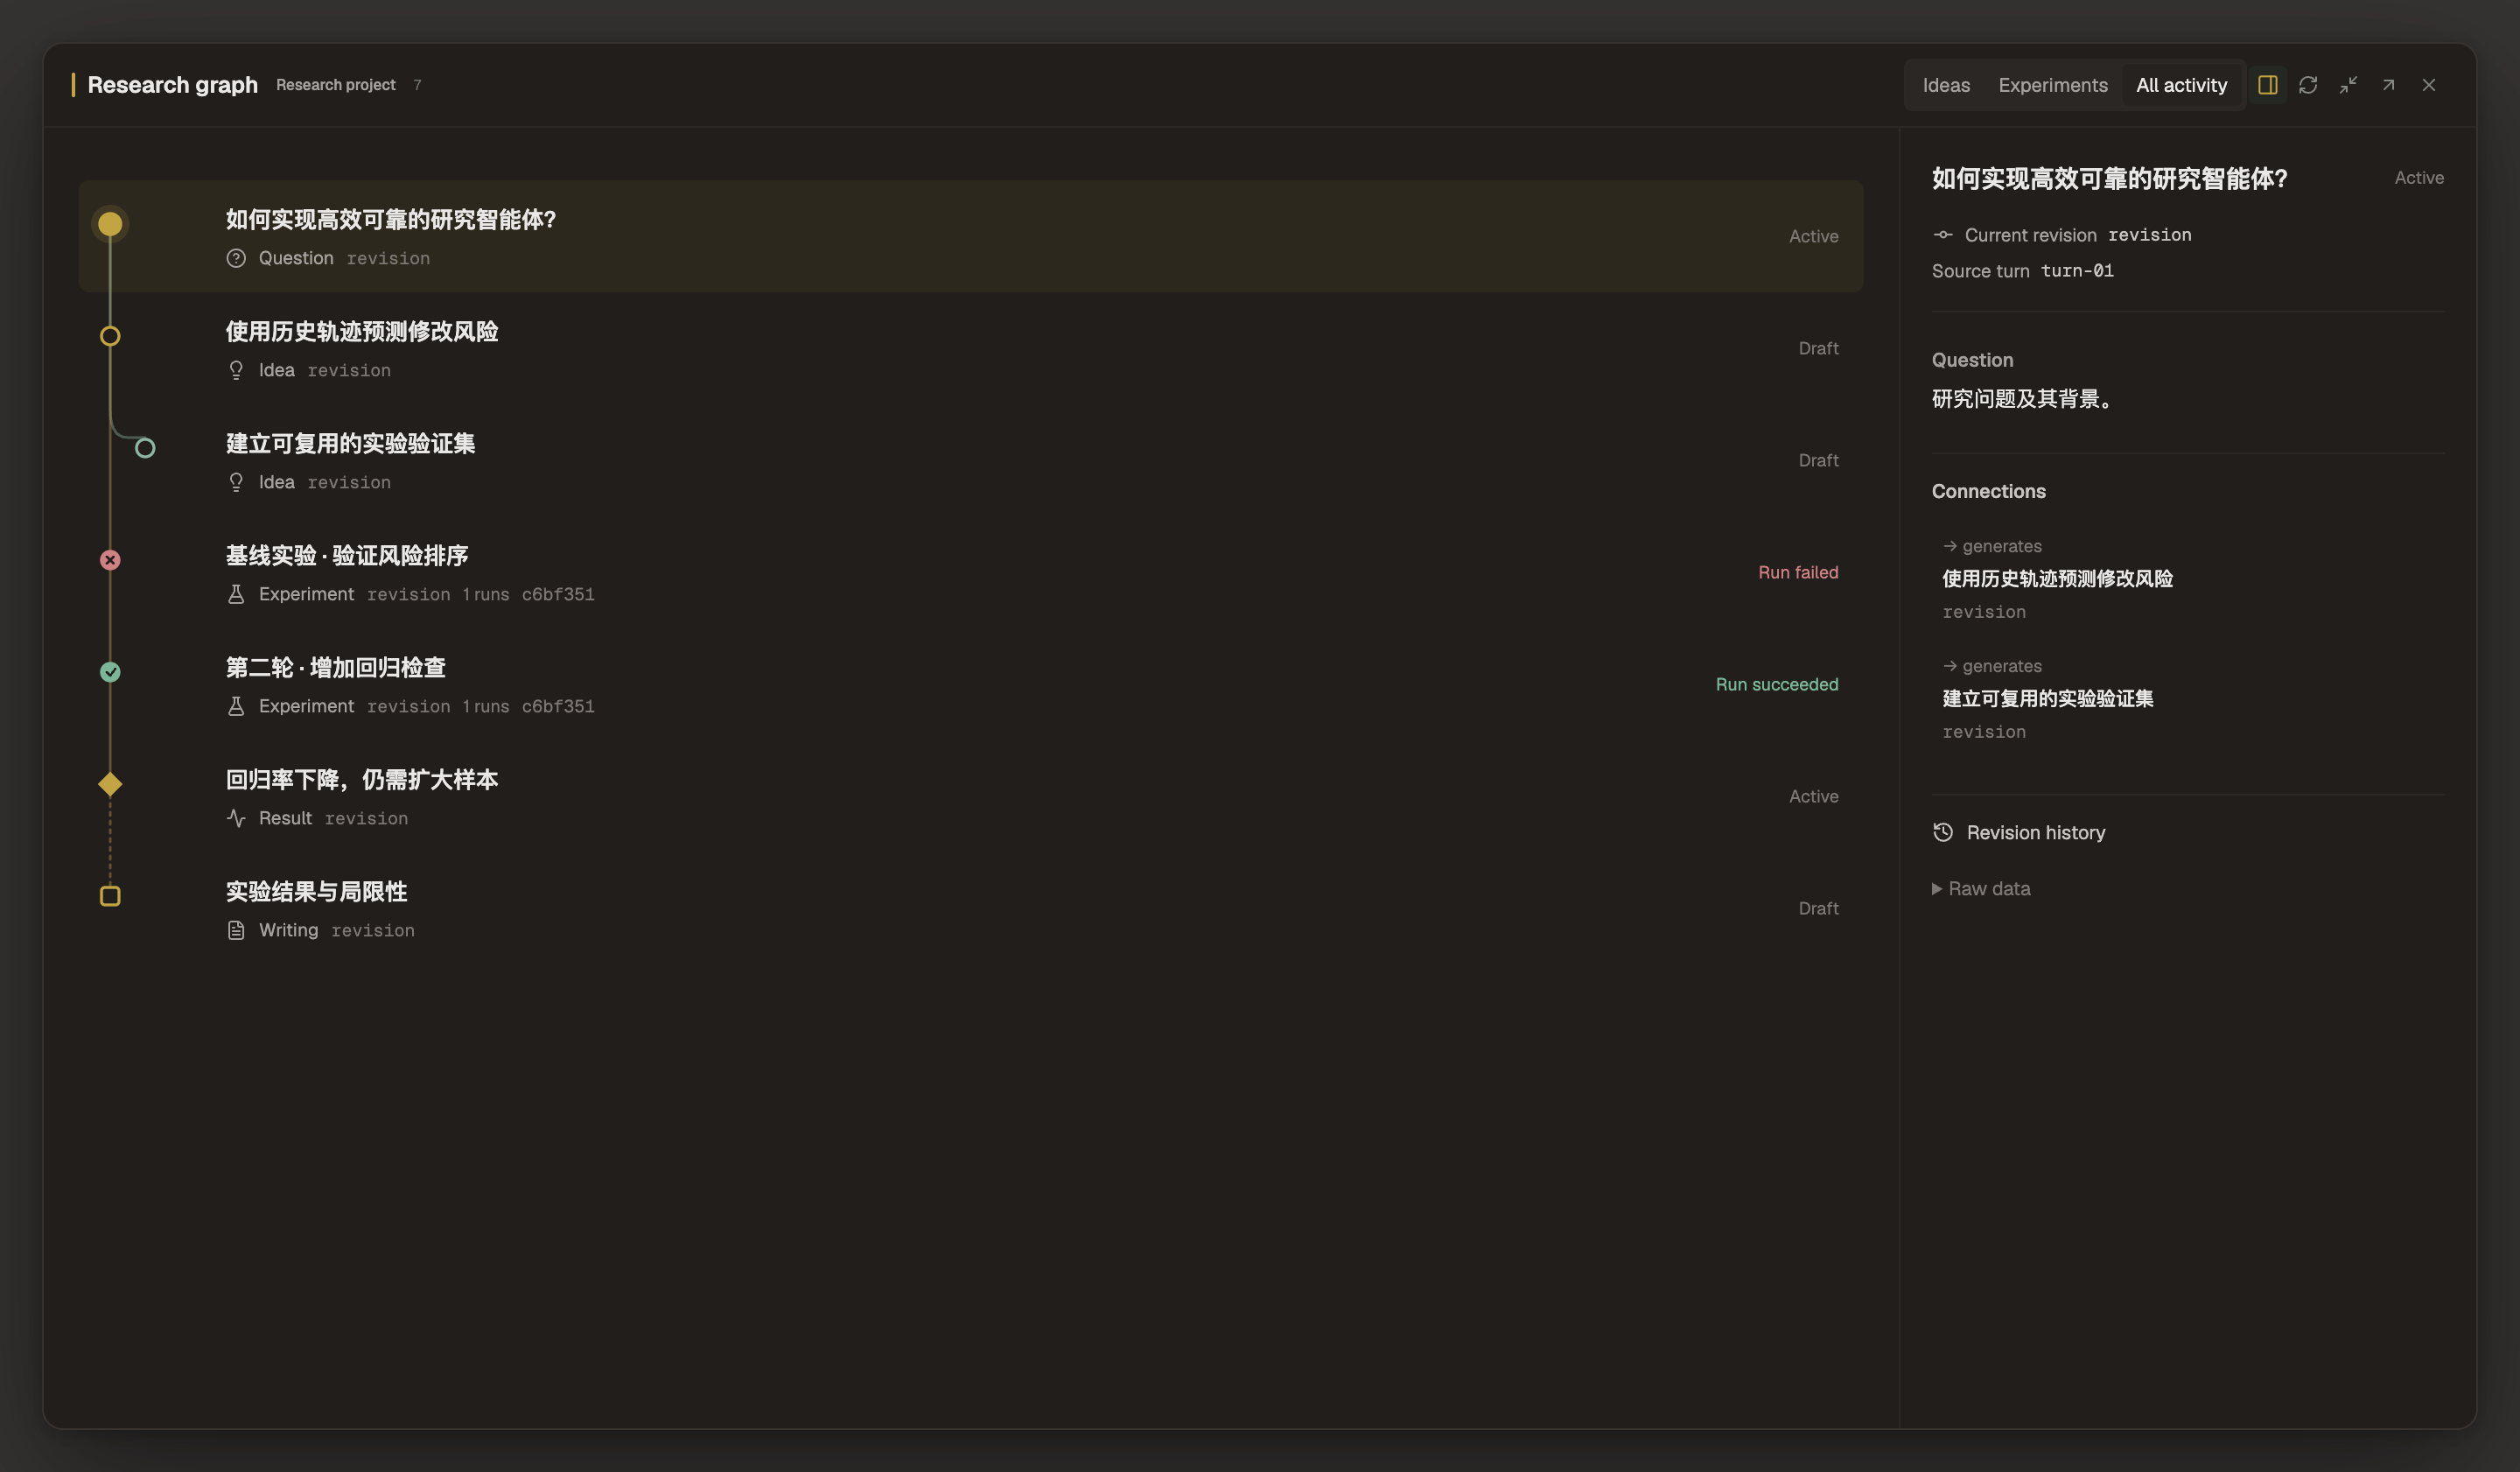 Research graph Research project 7
Ideas Experiments All activity
如何实现高效可靠的研究智能体?
Question revision
Active
使用历史轨迹预测修改风险
Idea revision
Draft
建立可复用的实验验证集
Idea revision
Draft
基线实验 · 验证风险排序
Experiment revision 1 runs c6bf351
Run failed
第二轮 · 增加回归检查
Experiment revision 1 runs c6bf351
Run succeeded
回归率下降，仍需扩大样本
Result revision
Active
实验结果与局限性
Writing revision
Draft
如何实现高效可靠的研究智能体? Active
Current revision revision
Source turn turn-01
Question
研究问题及其背景。
Connections
→ generates
使用历史轨迹预测修改风险
revision
→ generates
建立可复用的实验验证集
revision
Revision history
Raw data